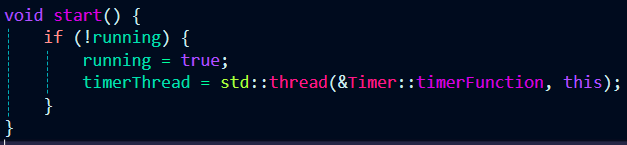 void start() {
    if (!running) {
        running = true;
        timerThread = std::thread(&Timer::timerFunction, this);
    }
}